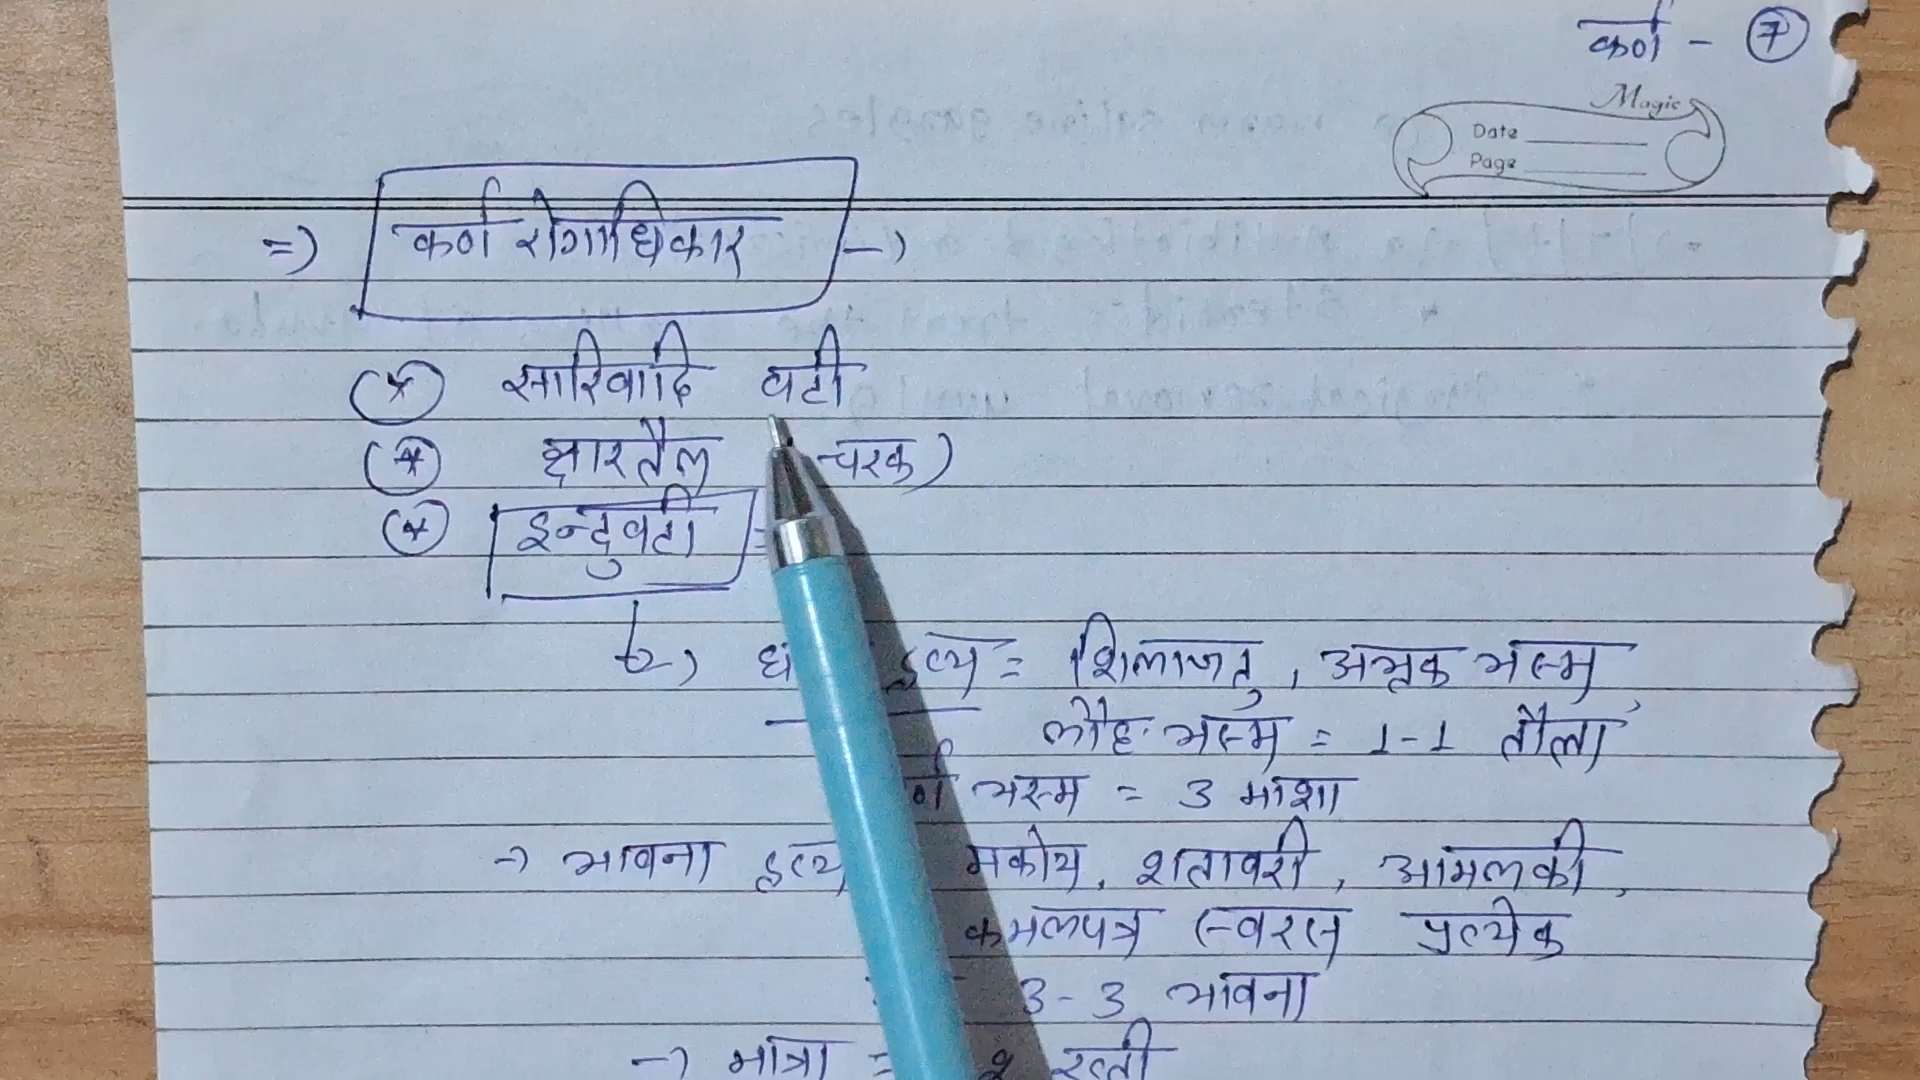 कर्ण - 7
Magic
Date
Page
=) कर्ण रोगाधिकार →
* सारिवादि वटी
* क्षारतैल चरक)
* इन्दुवटी =
द्रव्य = शिलाजतु, अभ्रक भस्म,
लौह भस्म = 1-1 तौला
भस्म = 3 माशा
→ भावना द्रव्य मकोय, शतावरी, आमलकी,
कमलपत्र स्वरस प्रत्येक
3-3 भावना
→ मात्रा = रत्ती